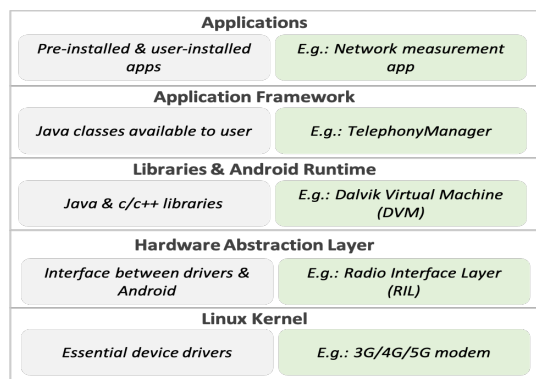 Applications
Pre-installed & user-installed
apps
E.g.: Network measurement
app
Application Framework
Java classes available to user
E.g.: TelephonyManager
Libraries & Android Runtime
Java & c/c++ libraries
E.g.: Dalvik Virtual Machine
(DVM)
Hardware Abstraction Layer
Interface between drivers &
Android
E.g.: Radio Interface Layer
(RIL)
Linux Kernel
Essential device drivers
E.g.: 3G/4G/5G modem